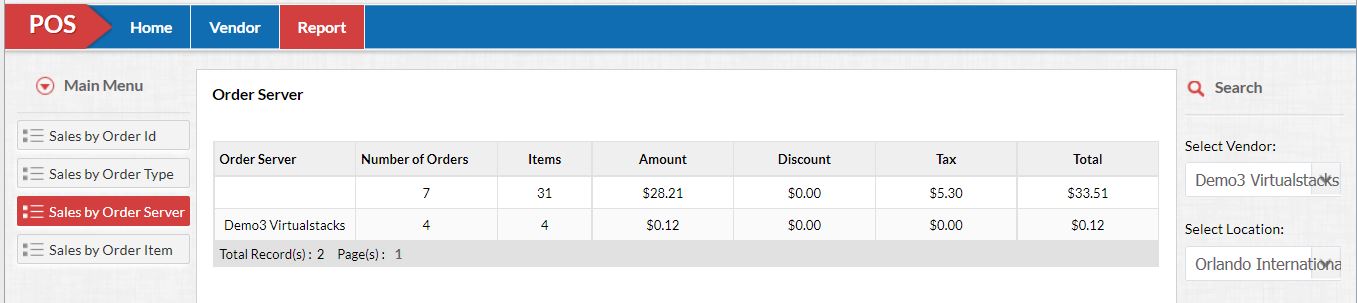 POS Home Vendor Report
Main Menu
Sales by Order Id
Sales by Order Type
Sales by Order Server
Sales by Order Item
Order Server
Order Server Number of Orders Items Amount Discount Tax Total
7 31 $28.21 $0.00 $5.30 $33.51
Demo3 Virtualstacks 4 4 $0.12 $0.00 $0.00 $0.12
Total Record(s) : 2 Page(s) : 1
Search
Select Vendor:
Demo3 Virtualstacks
Select Location:
Orlando Internationa